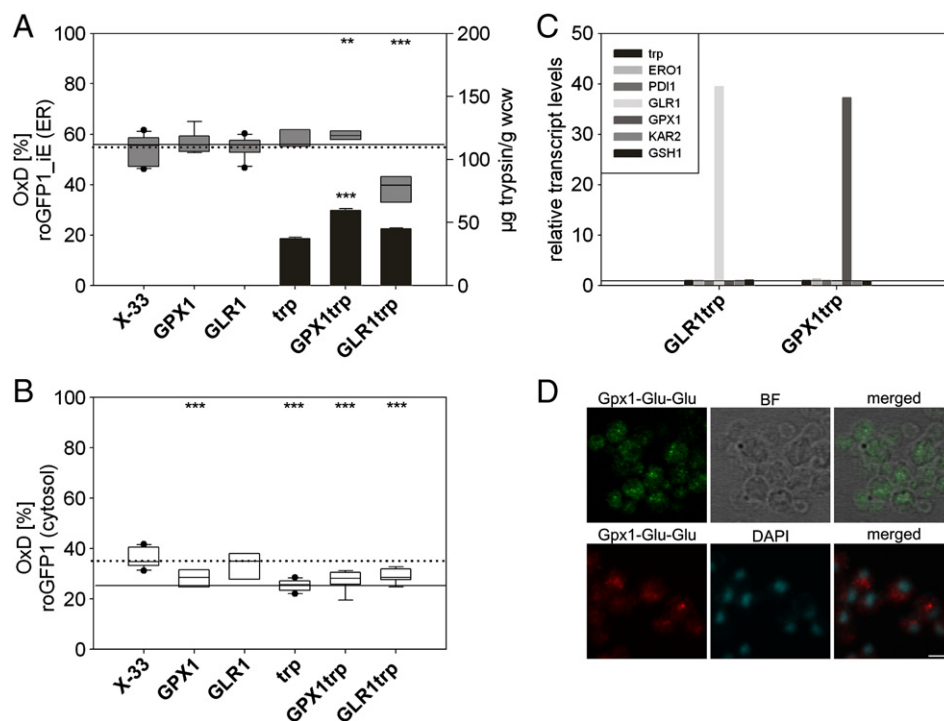 A
OxD [%]
roGFP1_iE (ER)
100
80
60
40
20
0
** ***
***
200
150
100
50
0
µg trypsin/g wcw
X-33 GPX1 GLR1 trp GPX1trp GLR1trp
B
OxD [%]
roGFP1 (cytosol)
100
80
60
40
20
0
*** *** *** ***
X-33 GPX1 GLR1 trp GPX1trp GLR1trp
C
relative transcript levels
50
40
30
20
10
0
trp
ERO1
PDI1
GLR1
GPX1
KAR2
GSH1
GLR1trp GPX1trp
D
Gpx1-Glu-Glu BF merged
Gpx1-Glu-Glu DAPI merged